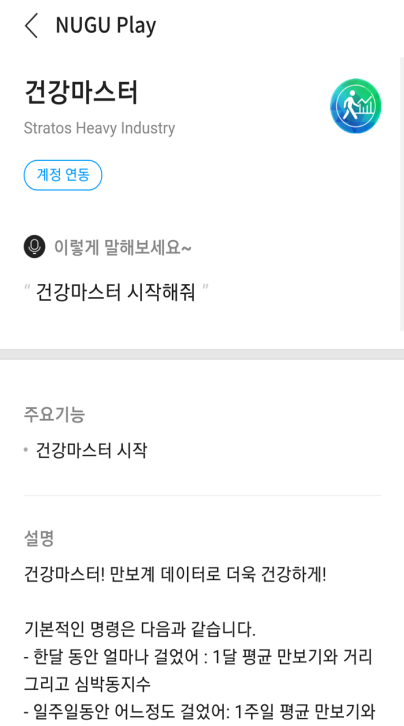 NUGU Play
건강마스터
Stratos Heavy Industry
계정 연동
이렇게 말해보세요~
“ 건강마스터 시작해줘 ”
주요기능
• 건강마스터 시작
설명
건강마스터! 만보계 데이터로 더욱 건강하게!
기본적인 명령은 다음과 같습니다.
- 한달 동안 얼마나 걸었어 : 1달 평균 만보기와 거리
그리고 심박동지수
- 일주일동안 어느정도 걸었어: 1주일 평균 만보기와